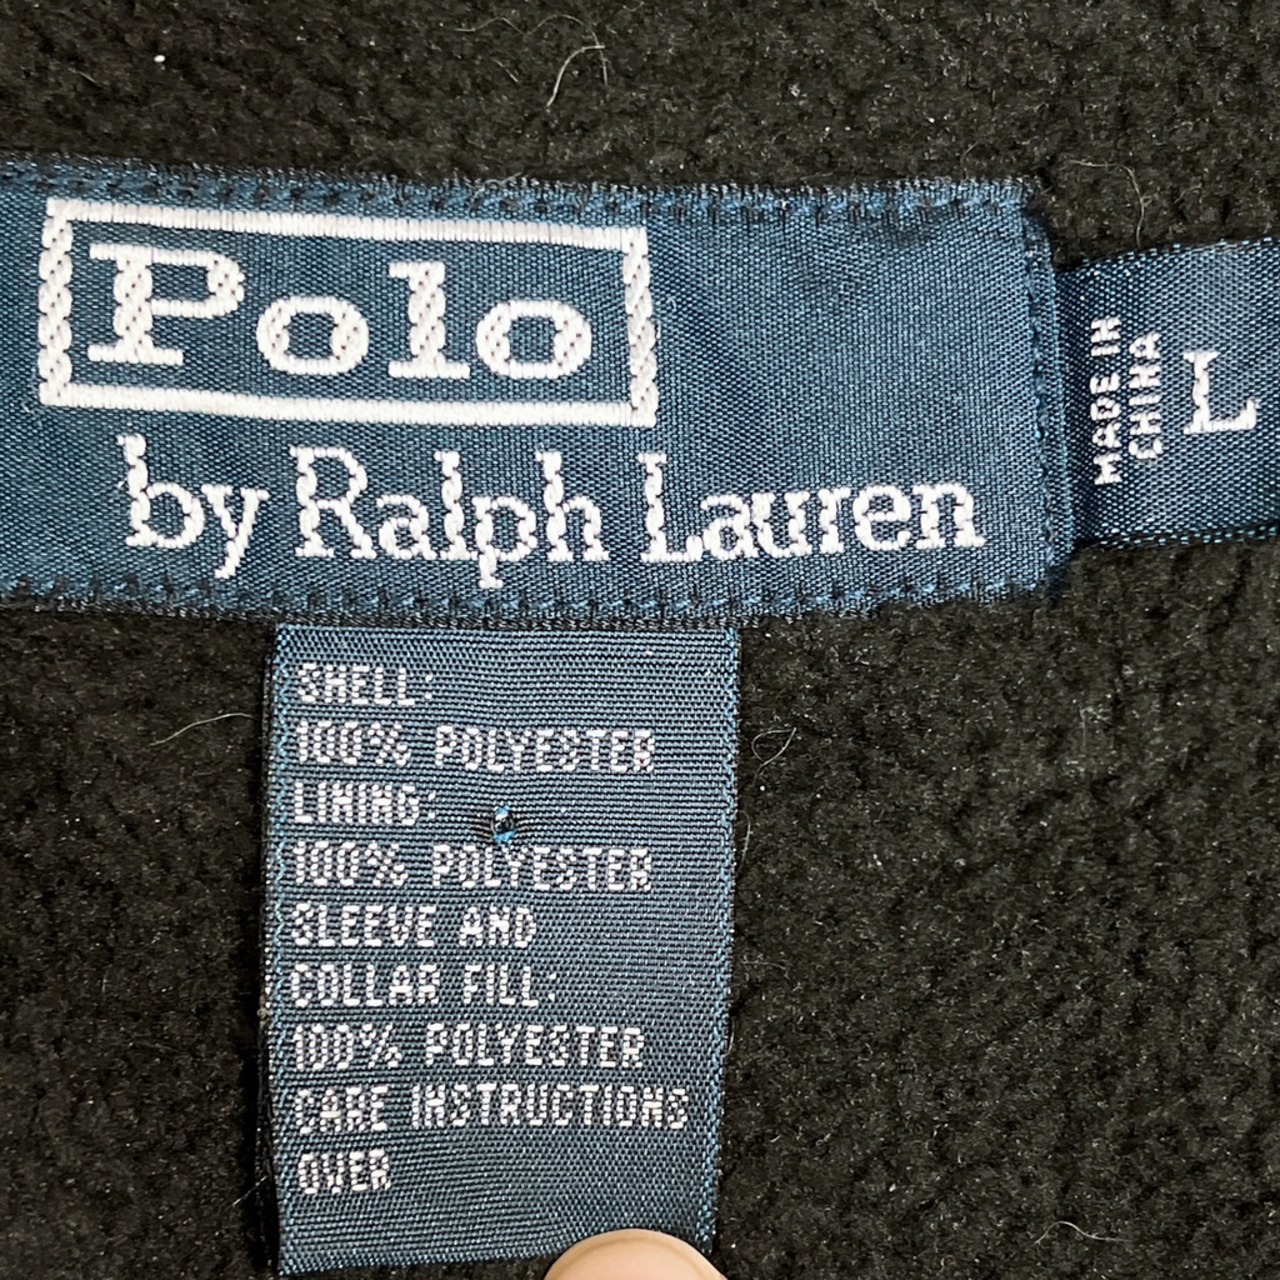 Polo
by Ralph Lauren
MADE IN
CHINA
L
SHELL:
100% POLYESTER
LINING:
100% POLYESTER
SLEEVE AND
COLLAR FILL:
100% POLYESTER
CARE INSTRUCTIONS
OVER